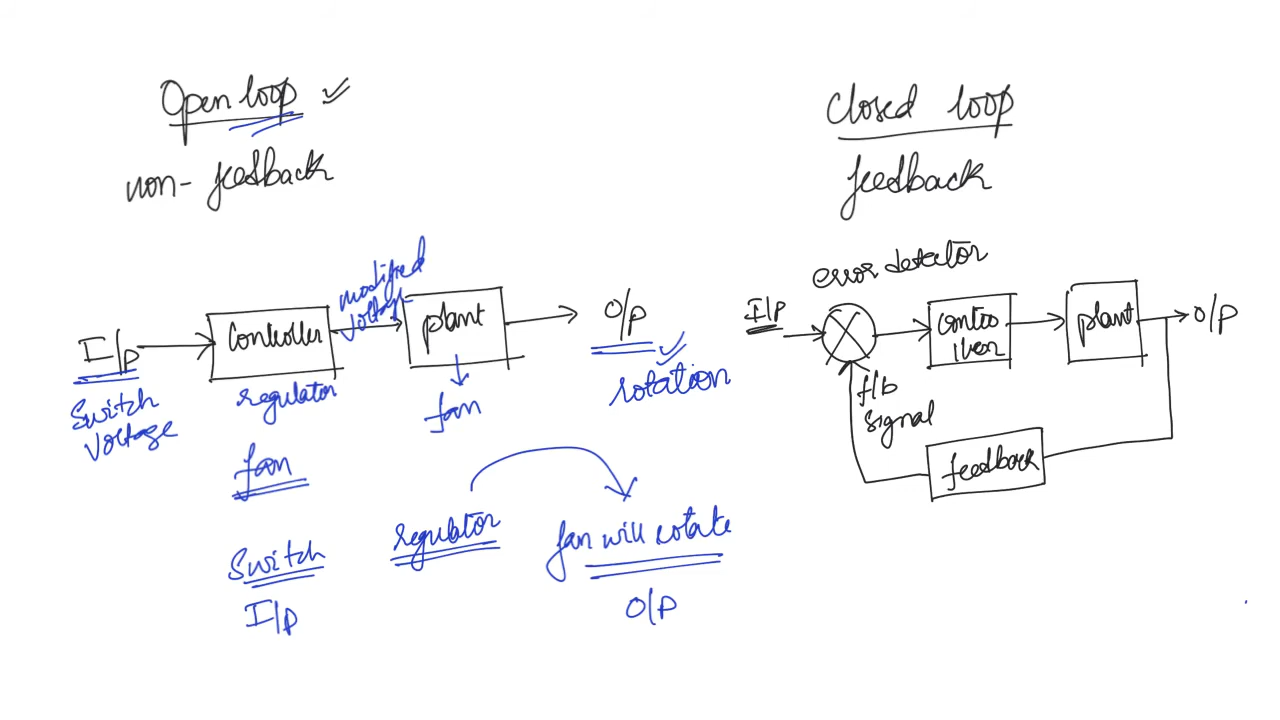 Open loop
non-feedback
I/p
Controller
modified
voltage
plant
O/p
Switch
Voltage
regulator
fan
rotation
fan
Switch
I/p
regulator
fan will rotate
O/P
Closed loop
feedback
error detector
I/P
contro
ller
plant
O/P
f/b
signal
feedback